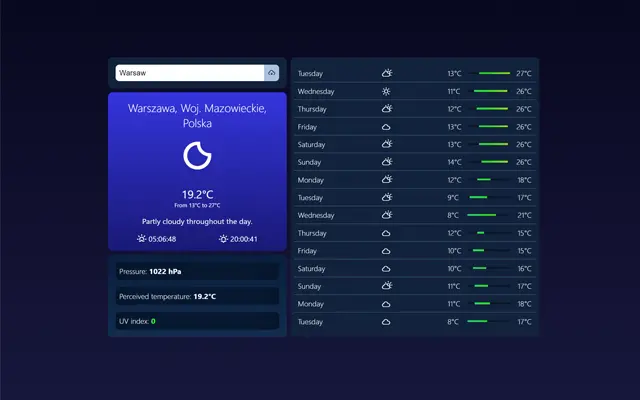 Warsaw
Warszawa, Woj. Mazowieckie,
Polska
19.2°C
From 13°C to 27°C
Partly cloudy throughout the day.
05:06:48 20:00:41
Pressure: 1022 hPa
Perceived temperature: 19.2°C
UV index: 0
Tuesday 13°C 27°C
Wednesday 11°C 26°C
Thursday 12°C 26°C
Friday 13°C 26°C
Saturday 13°C 26°C
Sunday 14°C 26°C
Monday 12°C 18°C
Tuesday 9°C 17°C
Wednesday 8°C 21°C
Thursday 12°C 15°C
Friday 10°C 15°C
Saturday 10°C 16°C
Sunday 11°C 17°C
Monday 11°C 18°C
Tuesday 8°C 17°C